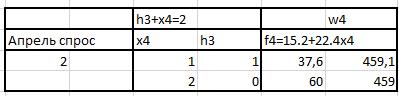 h3+x4=2 w4
Апрель спрос x4 h3 f4=15.2+22.4x4
2 1 1 37,6 459,1
2 0 60 459